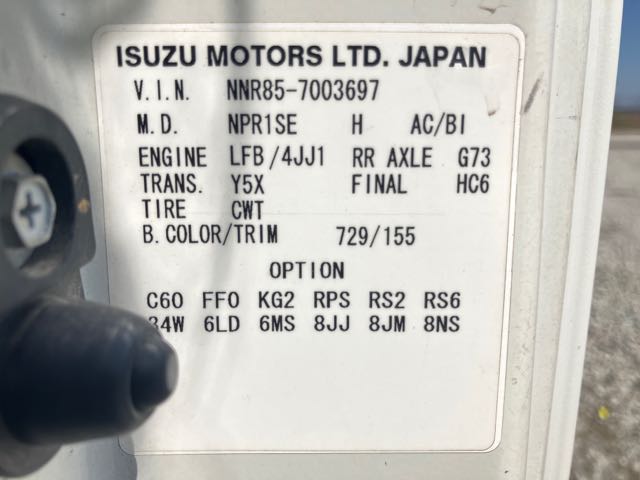 ISUZU MOTORS LTD. JAPAN
V.I.N. NNR85-7003697
M.D. NPR1SE H AC/BI
ENGINE LFB/4JJ1 RR AXLE G73
TRANS. Y5X FINAL HC6
TIRE CWT
B.COLOR/TRIM 729/155
OPTION
C60 FF0 KG2 RPS RS2 RS6
6LD 6MS 8JJ 8JM 8NS